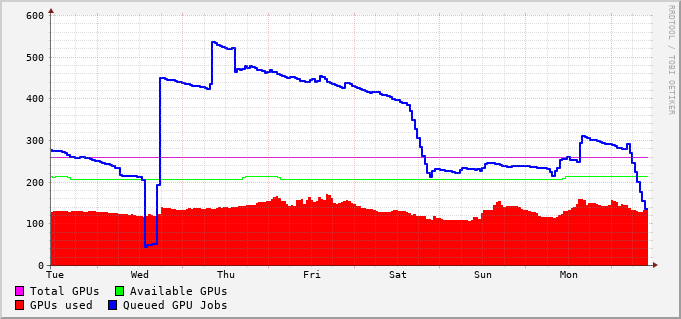 600
500
400
300
200
100
0
Tue Wed Thu Fri Sat Sun Mon
Total GPUs Available GPUs
GPUs used Queued GPU Jobs
RRDTOOL / TOBI OETIKER